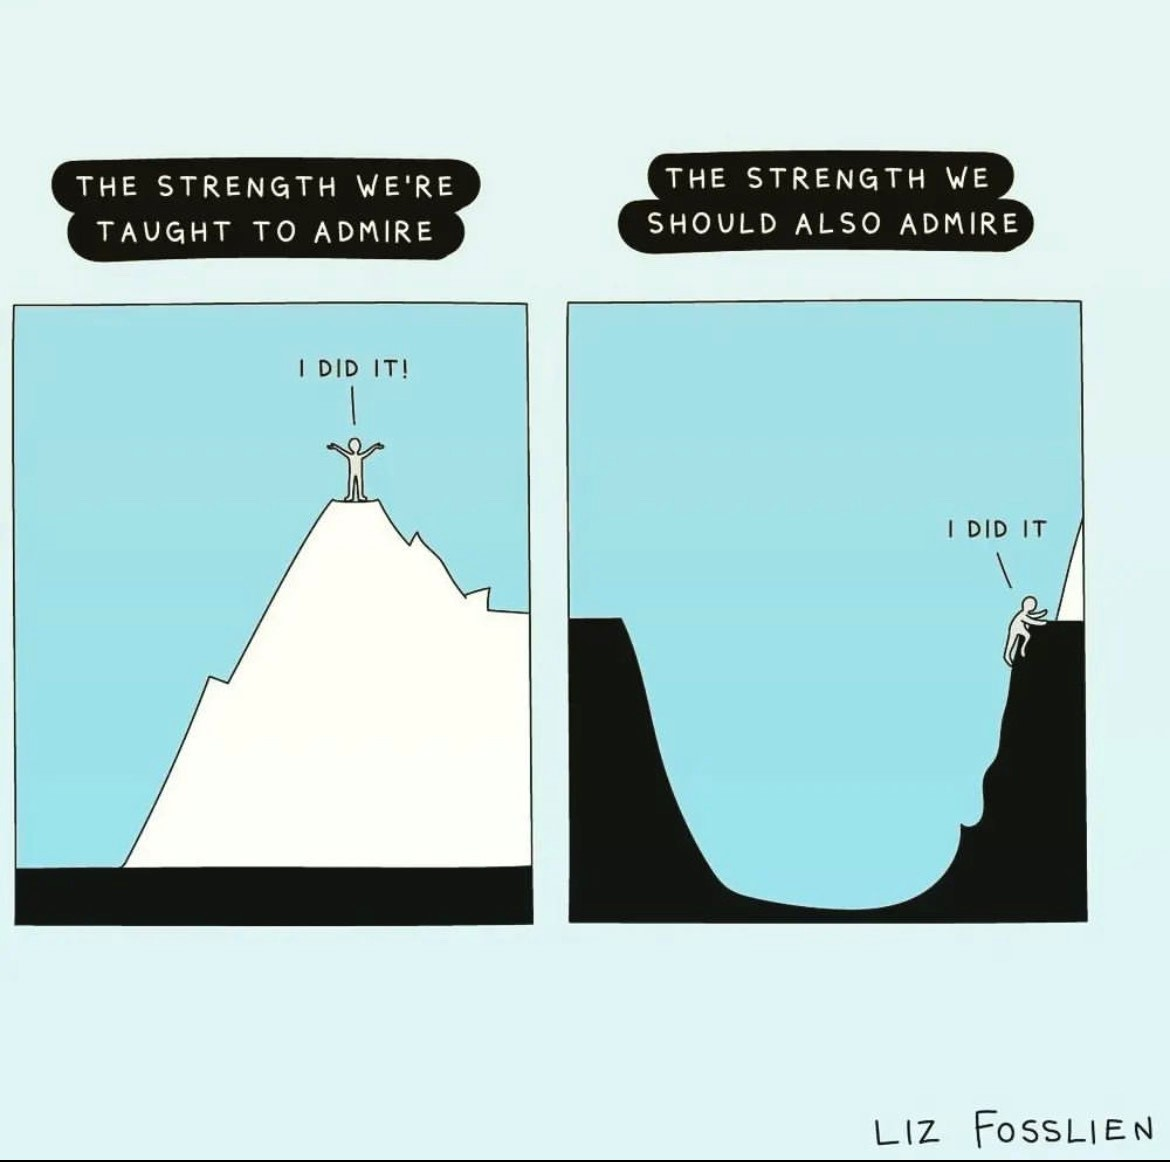 THE STRENGTH WE'RE
TAUGHT TO ADMIRE
I DID IT!
THE STRENGTH WE
SHOULD ALSO ADMIRE
I DID IT
LIZ FOSSLIEN